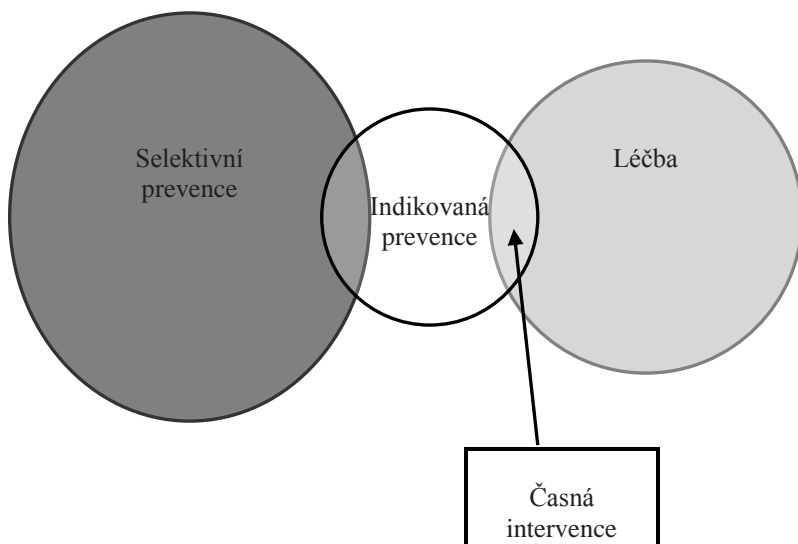 Selektivní
prevence
Indikovaná
prevence
Léčba
Časná
intervence